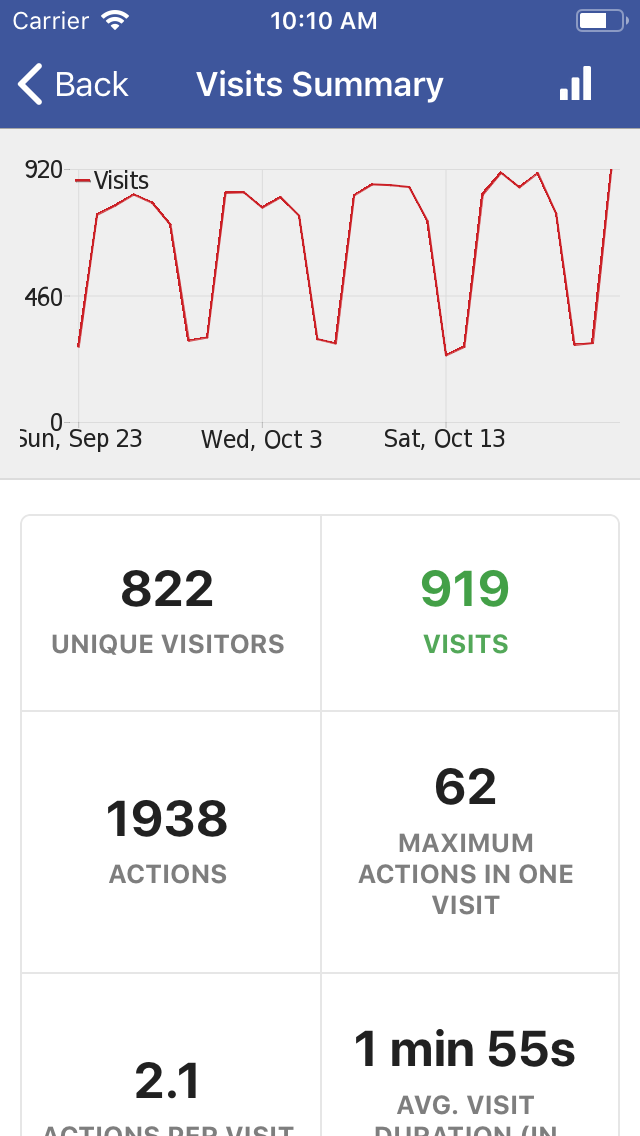 Carrier 10:10 AM
Back Visits Summary
920
Visits
460
0
Sun, Sep 23 Wed, Oct 3 Sat, Oct 13
822 919
UNIQUE VISITORS VISITS
1938
ACTIONS
62
MAXIMUM
ACTIONS IN ONE
VISIT
2.1
ACTIONS PER VISIT
1 min 55s
AVG. VISIT
DURATION (IN